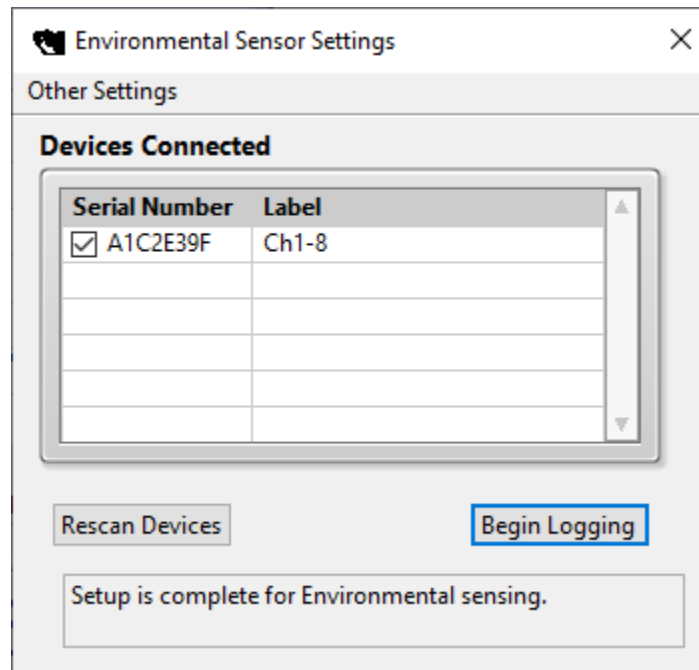 Environmental Sensor Settings
Other Settings
Devices Connected
Serial Number Label
A1C2E39F Ch1-8
Rescan Devices Begin Logging
Setup is complete for Environmental sensing.